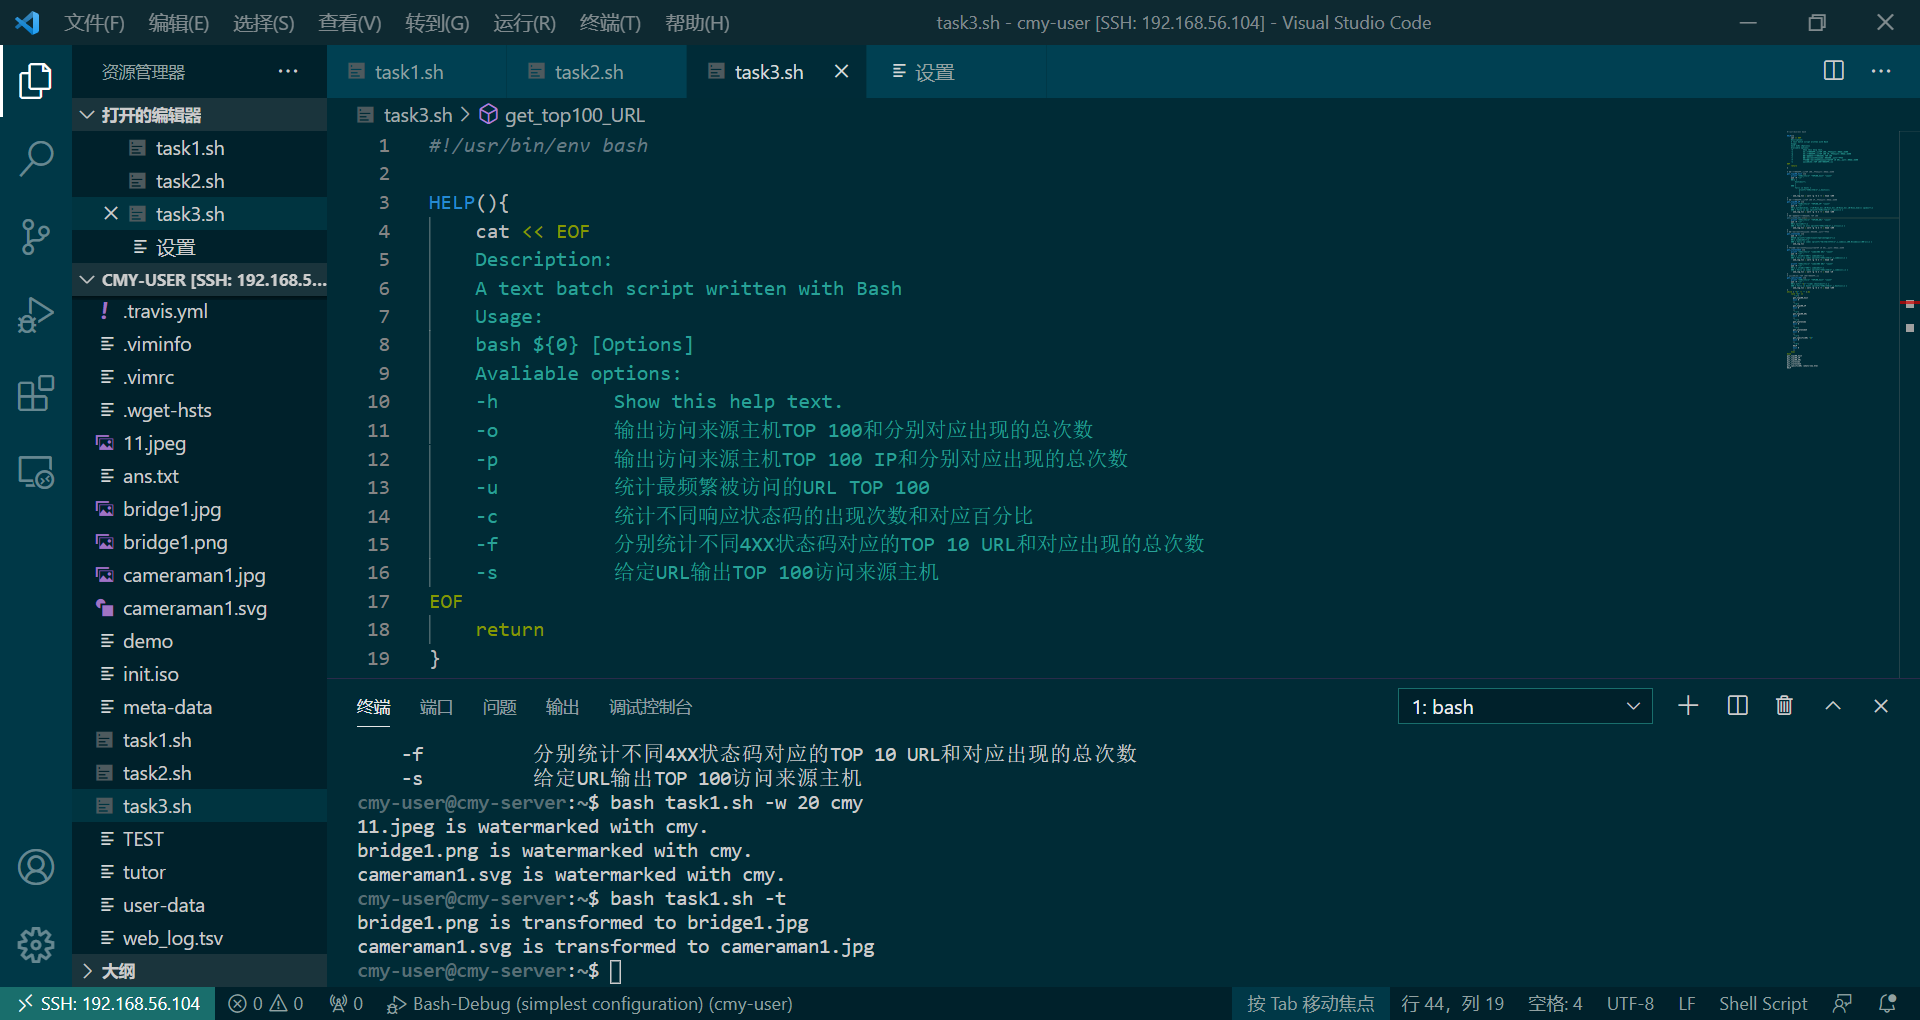 文件(F) 编辑(E) 选择(S) 查看(V) 转到(G) 运行(R) 终端(T) 帮助(H) task3.sh - cmy-user [SSH: 192.168.56.104] - Visual Studio Code
资源管理器
打开的编辑器
task1.sh
task2.sh
task3.sh
设置
CMY-USER [SSH: 192.168.5...
.travis.yml
.viminfo
.vimrc
.wget-hsts
11.jpeg
ans.txt
bridge1.jpg
bridge1.png
cameraman1.jpg
cameraman1.svg
demo
init.iso
meta-data
task1.sh
task2.sh
task3.sh
TEST
tutor
user-data
web_log.tsv
大纲
task1.sh task2.sh task3.sh 设置
task3.sh > get_top100_URL
1 #!/usr/bin/env bash
2
3 HELP(){
4 cat << EOF
5 Description:
6 A text batch script written with Bash
7 Usage:
8 bash ${0} [Options]
9 Avaliable options:
10 -h Show this help text.
11 -o 输出访问来源主机TOP 100和分别对应出现的总次数
12 -p 输出访问来源主机TOP 100 IP和分别对应出现的总次数
13 -u 统计最频繁被访问的URL TOP 100
14 -c 统计不同响应状态码的出现次数和对应百分比
15 -f 分别统计不同4XX状态码对应的TOP 10 URL和对应出现的总次数
16 -s 给定URL输出TOP 100访问来源主机
17 EOF
18 return
19 }
终端 端口 问题 输出 调试控制台 1: bash
-f 分别统计不同4XX状态码对应的TOP 10 URL和对应出现的总次数
-s 给定URL输出TOP 100访问来源主机
cmy-user@cmy-server:~$ bash task1.sh -w 20 cmy
11.jpeg is watermarked with cmy.
bridge1.png is watermarked with cmy.
cameraman1.svg is watermarked with cmy.
cmy-user@cmy-server:~$ bash task1.sh -t
bridge1.png is transformed to bridge1.jpg
cameraman1.svg is transformed to cameraman1.jpg
cmy-user@cmy-server:~$
SSH: 192.168.56.104 0 0 0 Bash-Debug (simplest configuration) (cmy-user) 按 Tab 移动焦点 行 44，列 19 空格: 4 UTF-8 LF Shell Script